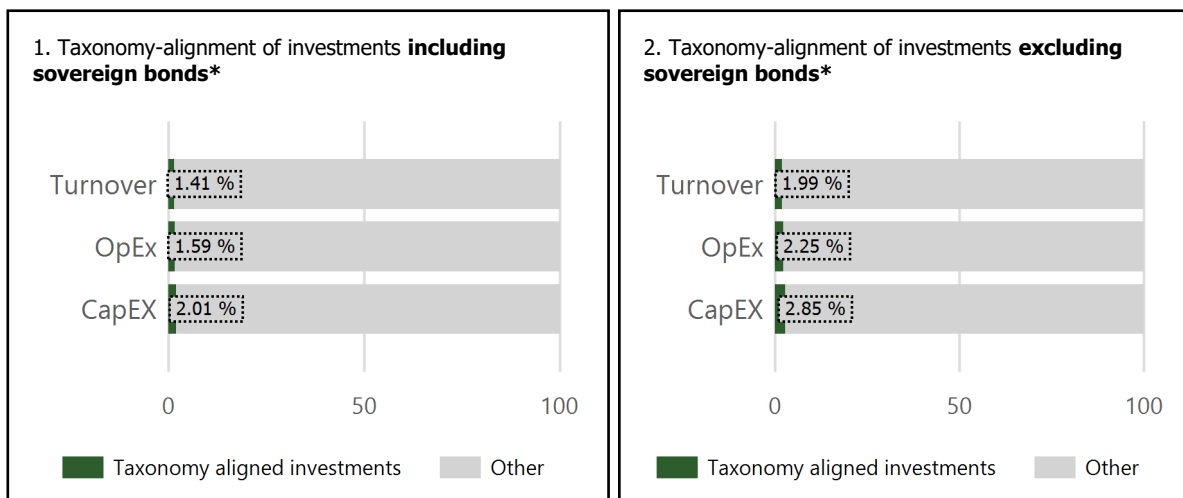 1. Taxonomy-alignment of investments including
sovereign bonds*
Turnover
1.41 %
OpEx
1.59 %
CapEX
2.01 %
0 50 100
Taxonomy aligned investments Other
2. Taxonomy-alignment of investments excluding
sovereign bonds*
Turnover
1.99 %
OpEx
2.25 %
CapEX
2.85 %
0 50 100
Taxonomy aligned investments Other